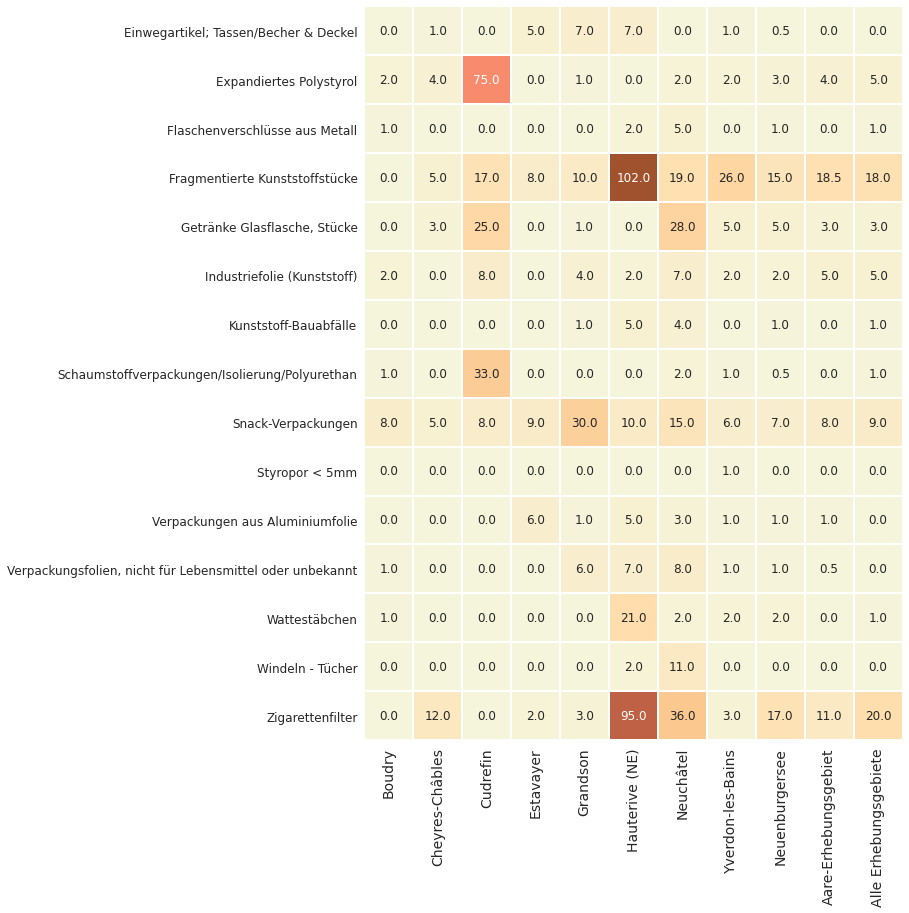 Einwegartikel; Tassen/Becher & Deckel 0.0 1.0 0.0 5.0 7.0 7.0 0.0 1.0 0.5 0.0 0.0
Expandiertes Polystyrol 2.0 4.0 75.0 0.0 1.0 0.0 2.0 2.0 3.0 4.0 5.0
Flaschenverschlüsse aus Metall 1.0 0.0 0.0 0.0 0.0 2.0 5.0 0.0 1.0 0.0 1.0
Fragmentierte Kunststoffstücke 0.0 5.0 17.0 8.0 10.0 102.0 19.0 26.0 15.0 18.5 18.0
Getränke Glasflasche, Stücke 0.0 3.0 25.0 0.0 1.0 0.0 28.0 5.0 5.0 3.0 3.0
Industriefolie (Kunststoff) 2.0 0.0 8.0 0.0 4.0 2.0 7.0 2.0 2.0 5.0 5.0
Kunststoff-Bauabfälle 0.0 0.0 0.0 0.0 1.0 5.0 4.0 0.0 1.0 0.0 1.0
Schaumstoffverpackungen/Isolierung/Polyurethan 1.0 0.0 33.0 0.0 0.0 0.0 2.0 1.0 0.5 0.0 1.0
Snack-Verpackungen 8.0 5.0 8.0 9.0 30.0 10.0 15.0 6.0 7.0 8.0 9.0
Styropor < 5mm 0.0 0.0 0.0 0.0 0.0 0.0 0.0 1.0 0.0 0.0 0.0
Verpackungen aus Aluminiumfolie 0.0 0.0 0.0 6.0 1.0 5.0 3.0 1.0 1.0 1.0 0.0
Verpackungsfolien, nicht für Lebensmittel oder unbekannt 1.0 0.0 0.0 0.0 6.0 7.0 8.0 1.0 1.0 0.5 0.0
Wattestäbchen 1.0 0.0 0.0 0.0 0.0 21.0 2.0 2.0 2.0 0.0 1.0
Windeln - Tücher 0.0 0.0 0.0 0.0 0.0 2.0 11.0 0.0 0.0 0.0 0.0
Zigarettenfilter 0.0 12.0 0.0 2.0 3.0 95.0 36.0 3.0 17.0 11.0 20.0
Boudry
Cheyres-Châbles
Cudrefin
Estavayer
Grandson
Hauterive (NE)
Neuchâtel
Yverdon-les-Bains
Neuenburgersee
Aare-Erhebungsgebiet
Alle Erhebungsgebiete